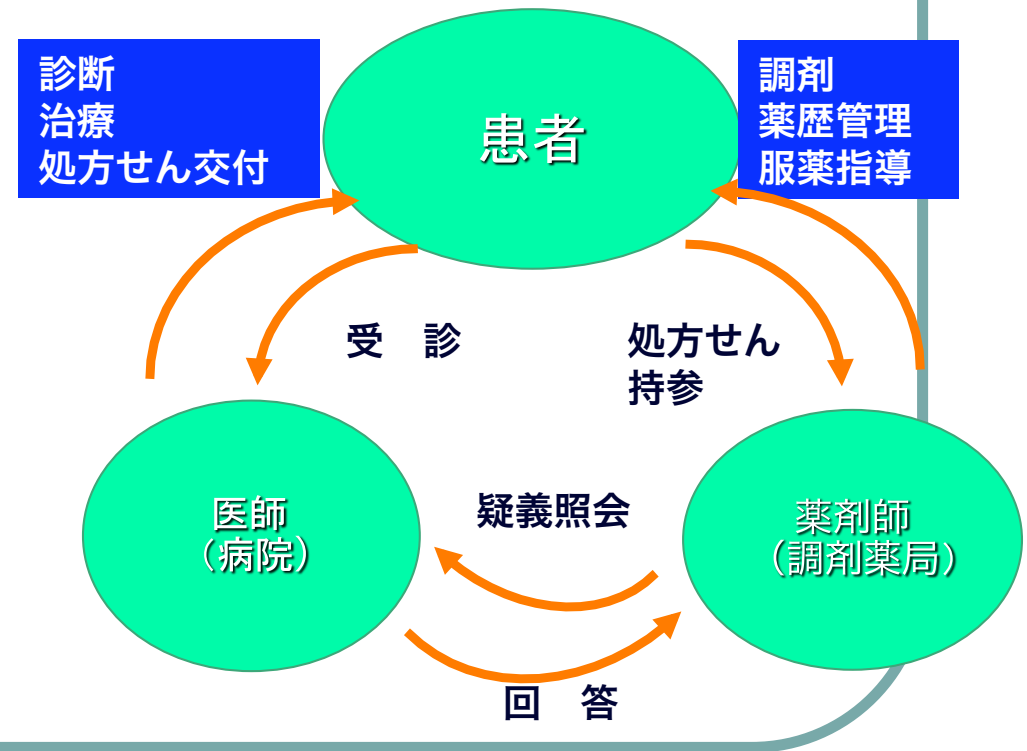 診断
治療
処方せん交付
患者
調剤
薬歴管理
服薬指導
受　診
処方せん
持参
医師
（病院）
疑義照会
薬剤師
（調剤薬局）
回　答